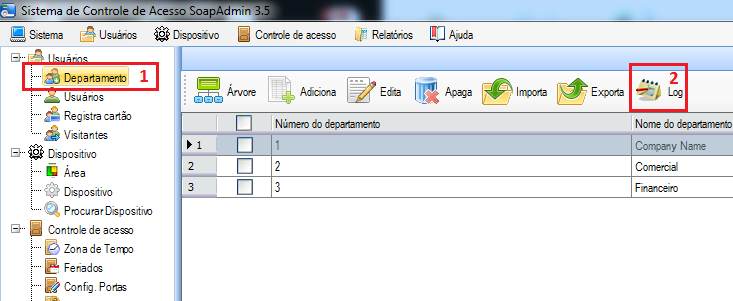 Sistema de Controle de Acesso SoapAdmin 3.5
Sistema Usuários Dispositivo Controle de acesso Relatórios Ajuda
Usuários
Departamento 1
Usuários
Registra cartão
Visitantes
Dispositivo
Área
Dispositivo
Procurar Dispositivo
Controle de acesso
Zona de Tempo
Feriados
Config. Portas
2
Árvore Adiciona Edita Apaga Importa Exporta Log
Número do departamento Nome do departamento
1 1 Company Name
2 2 Comercial
3 3 Financeiro